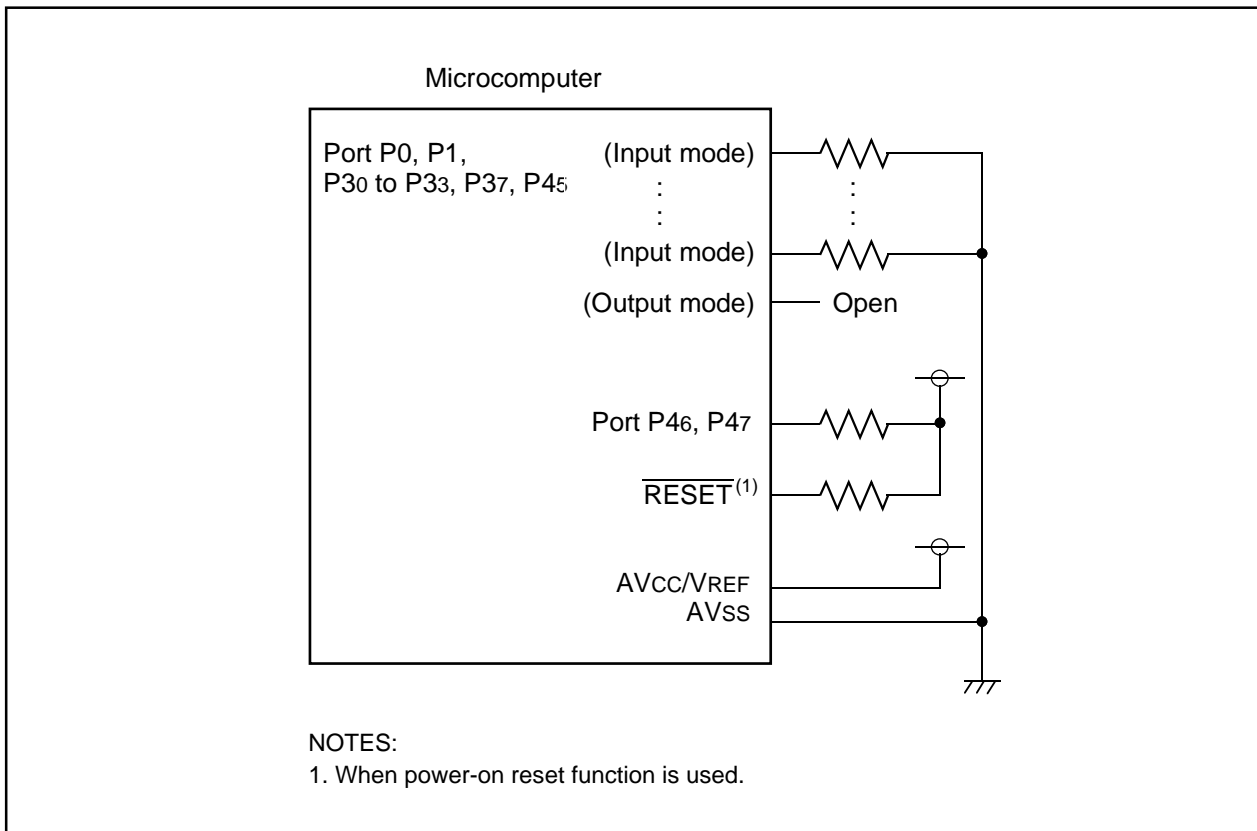 Microcomputer
Port P0, P1,
P30 to P33, P37, P45
(Input mode)
:
:
:
:
(Input mode)
(Output mode)
Open
Port P46, P47
RESET(1)
AVCC/VREF
AVSS
NOTES:
1. When power-on reset function is used.